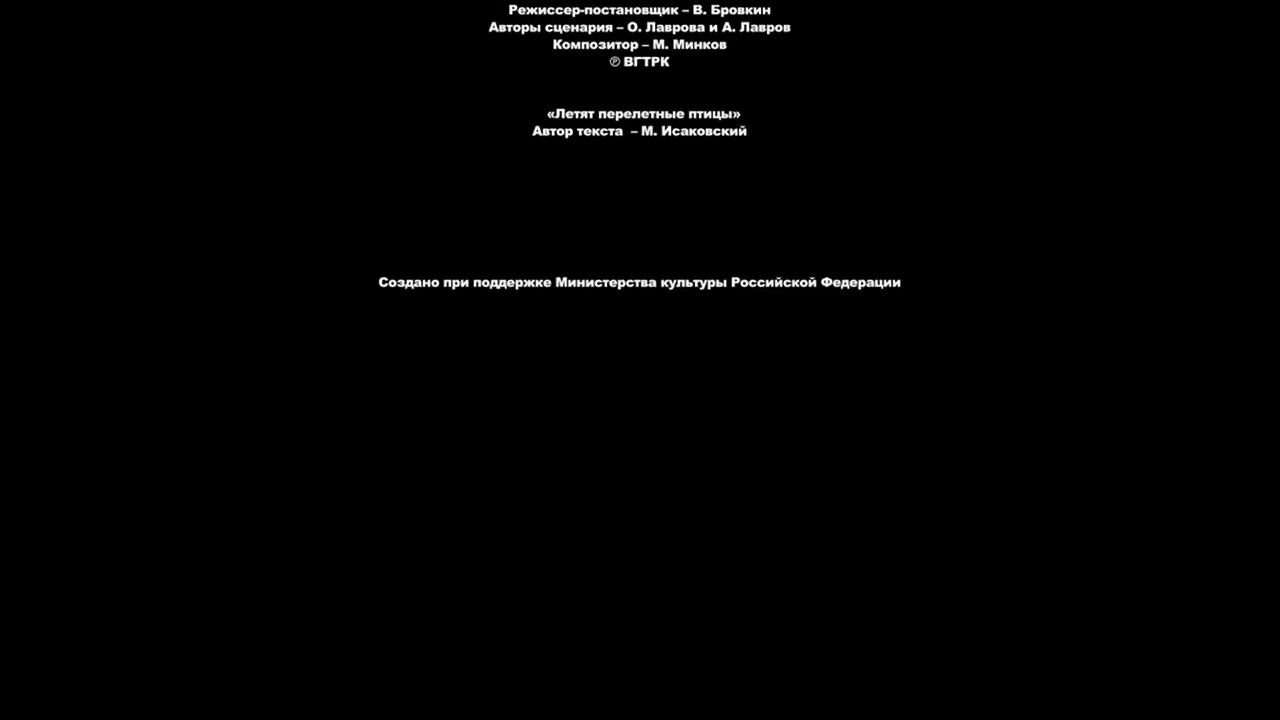 Режиссер-постановщик – В. Бровкин
Авторы сценария – О. Лаврова и А. Лавров
Композитор – М. Минков
℗ ВГТРК
«Летят перелетные птицы»
Автор текста – М. Исаковский
Создано при поддержке Министерства культуры Российской Федерации